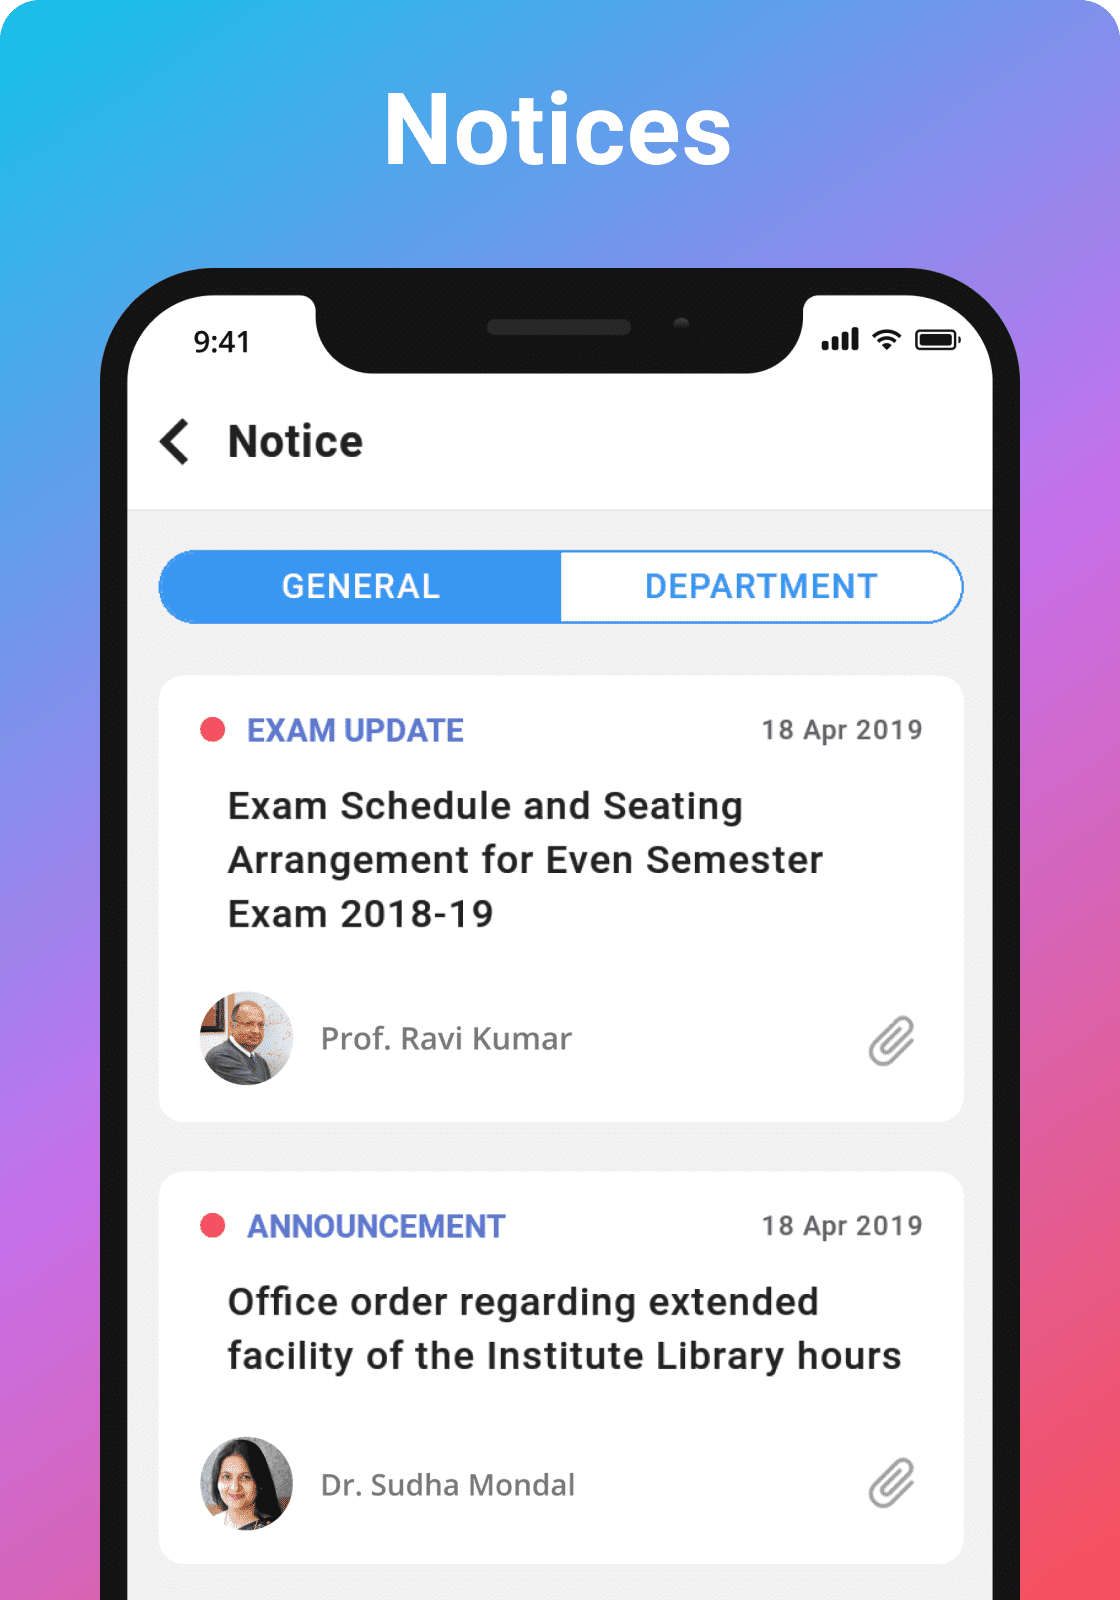 Notices
9:41
Notice
GENERAL
DEPARTMENT
EXAM UPDATE
18 Apr 2019
Exam Schedule and Seating
Arrangement for Even Semester
Exam 2018-19
Prof. Ravi Kumar
ANNOUNCEMENT
18 Apr 2019
Office order regarding extended
facility of the Institute Library hours
Dr. Sudha Mondal